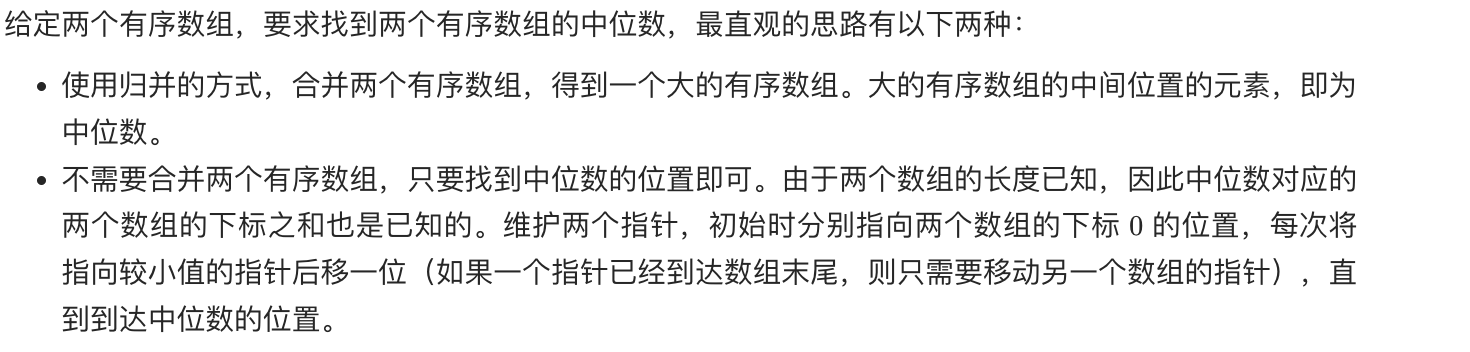 给定两个有序数组，要求找到两个有序数组的中位数，最直观的思路有以下两种：
• 使用归并的方式，合并两个有序数组，得到一个大的有序数组。大的有序数组的中间位置的元素，即为
中位数。
• 不需要合并两个有序数组，只要找到中位数的位置即可。由于两个数组的长度已知，因此中位数对应的
两个数组的下标之和也是已知的。维护两个指针，初始时分别指向两个数组的下标 0 的位置，每次将
指向较小值的指针后移一位（如果一个指针已经到达数组末尾，则只需要移动另一个数组的指针），直
到到达中位数的位置。